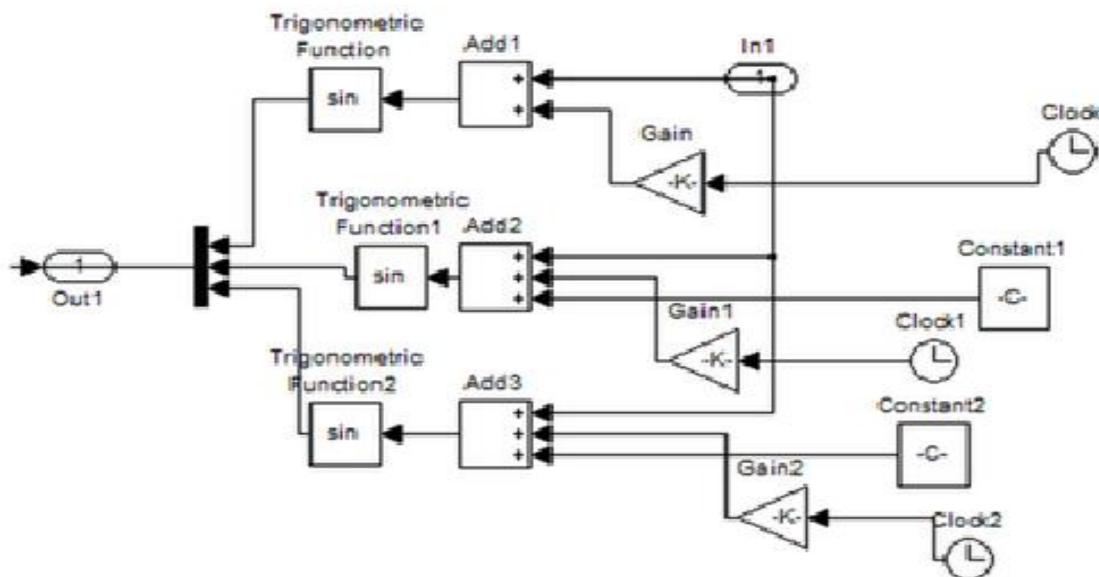 Trigonometric
Function
Add1
In1
sin
+
+
1
Gain
Clock
-K-
Trigonometric
Function1
Add2
Constant1
sin
+
+
+
-C-
1
Out1
Gain1
Clock1
-K-
Trigonometric
Function2
Add3
Constant2
sin
+
+
+
-C-
Gain2
-K-
Clock2